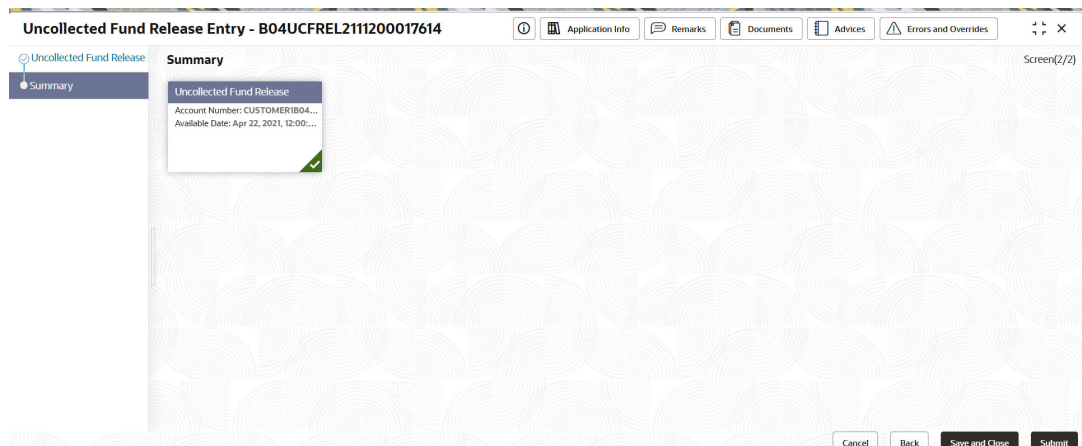 Uncollected Fund Release Entry - B04UCFREL2111200017614
Application Info
Remarks
Documents
Advices
Errors and Overrides
Uncollected Fund Release
Summary
Summary
Screen(2/2)
Uncollected Fund Release
Account Number: CUSTOMER1B04...
Available Date: Apr 22, 2021, 12:00:...
Cancel
Back
Save and Close
Submit